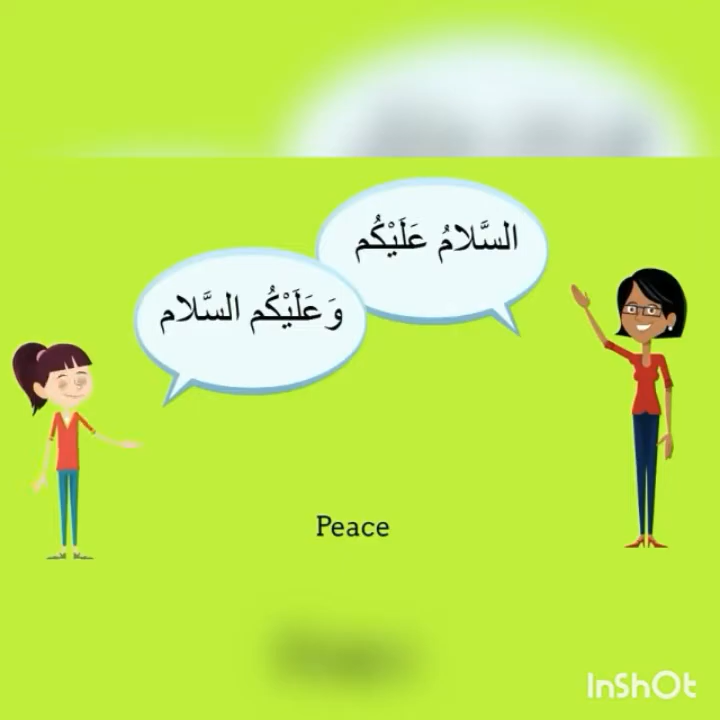 السَّلامُ عَلَيْكُم
وَ عَلَيْكُم السَّلام
Peace
InShOt